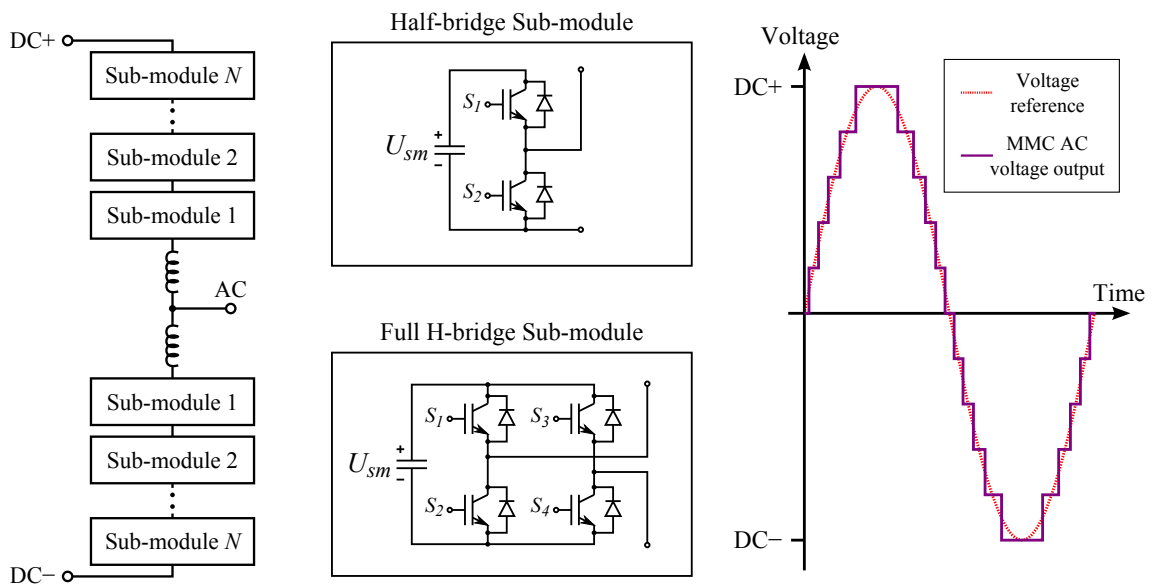 DC+
Sub-module N
Sub-module 2
Sub-module 1
AC
Sub-module 1
Sub-module 2
Sub-module N
DC−
Half-bridge Sub-module
S1
+
Usm
−
S2
Full H-bridge Sub-module
S1
S3
+
Usm
−
S2
S4
Voltage
DC+
DC−
Time
Voltage
reference
MMC AC
voltage output